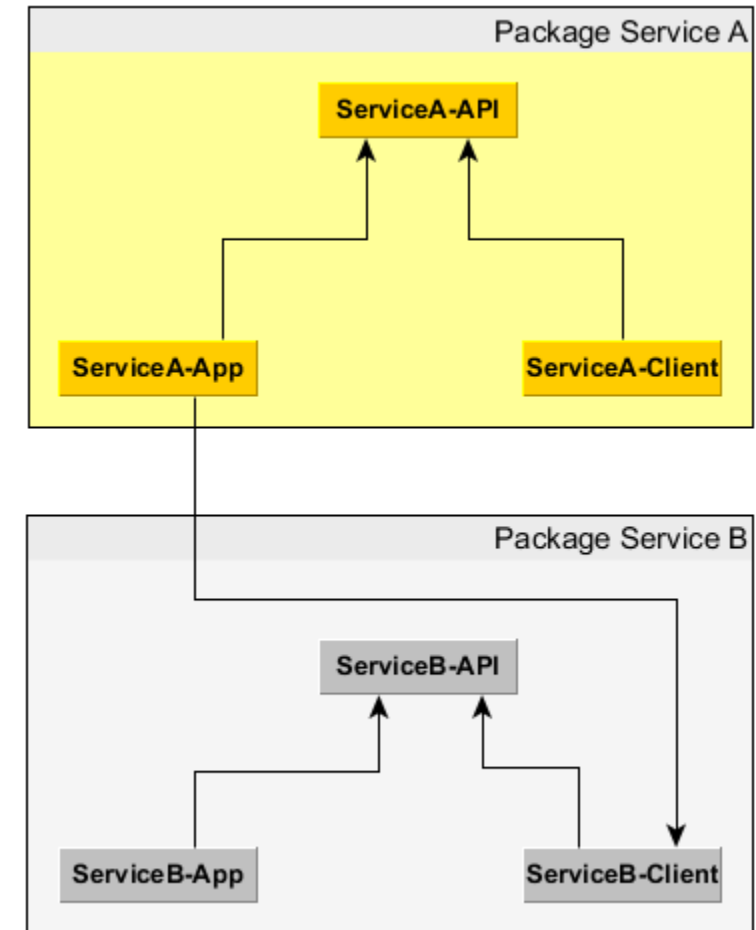 Package Service A
ServiceA-API
ServiceA-App
ServiceA-Client
Package Service B
ServiceB-API
ServiceB-App
ServiceB-Client